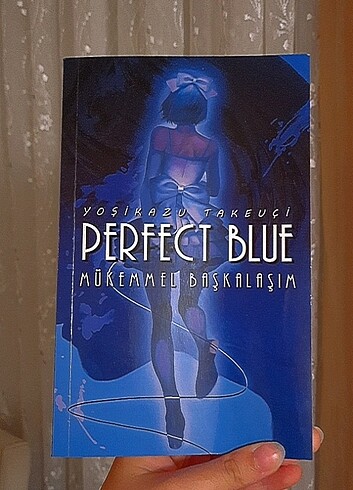 YOŞİKAZU TAKEUÇİ
PERFECT BLUE
MÜKEMMEL BAŞKALAŞIM